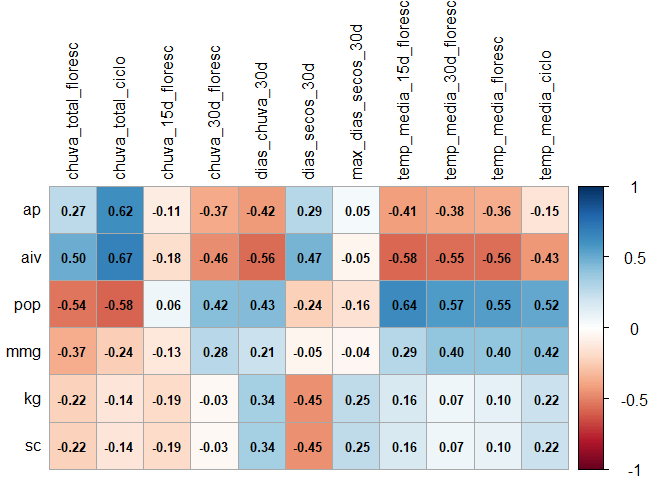 chuva_total_floresc
chuva_total_ciclo
chuva_15d_floresc
chuva_30d_floresc
dias_chuva_30d
dias_secos_30d
max_dias_secos_30d
temp_media_15d_floresc
temp_media_30d_floresc
temp_media_floresc
temp_media_ciclo
ap 0.27 0.62 -0.11 -0.37 -0.42 0.29 0.05 -0.41 -0.38 -0.36 -0.15
aiv 0.50 0.67 -0.18 -0.46 -0.56 0.47 -0.05 -0.58 -0.55 -0.56 -0.43
pop -0.54 -0.58 0.06 0.42 0.43 -0.24 -0.16 0.64 0.57 0.55 0.52
mmg -0.37 -0.24 -0.13 0.28 0.21 -0.05 -0.04 0.29 0.40 0.40 0.42
kg -0.22 -0.14 -0.19 -0.03 0.34 -0.45 0.25 0.16 0.07 0.10 0.22
sc -0.22 -0.14 -0.19 -0.03 0.34 -0.45 0.25 0.16 0.07 0.10 0.22
1
0.5
0
-0.5
-1